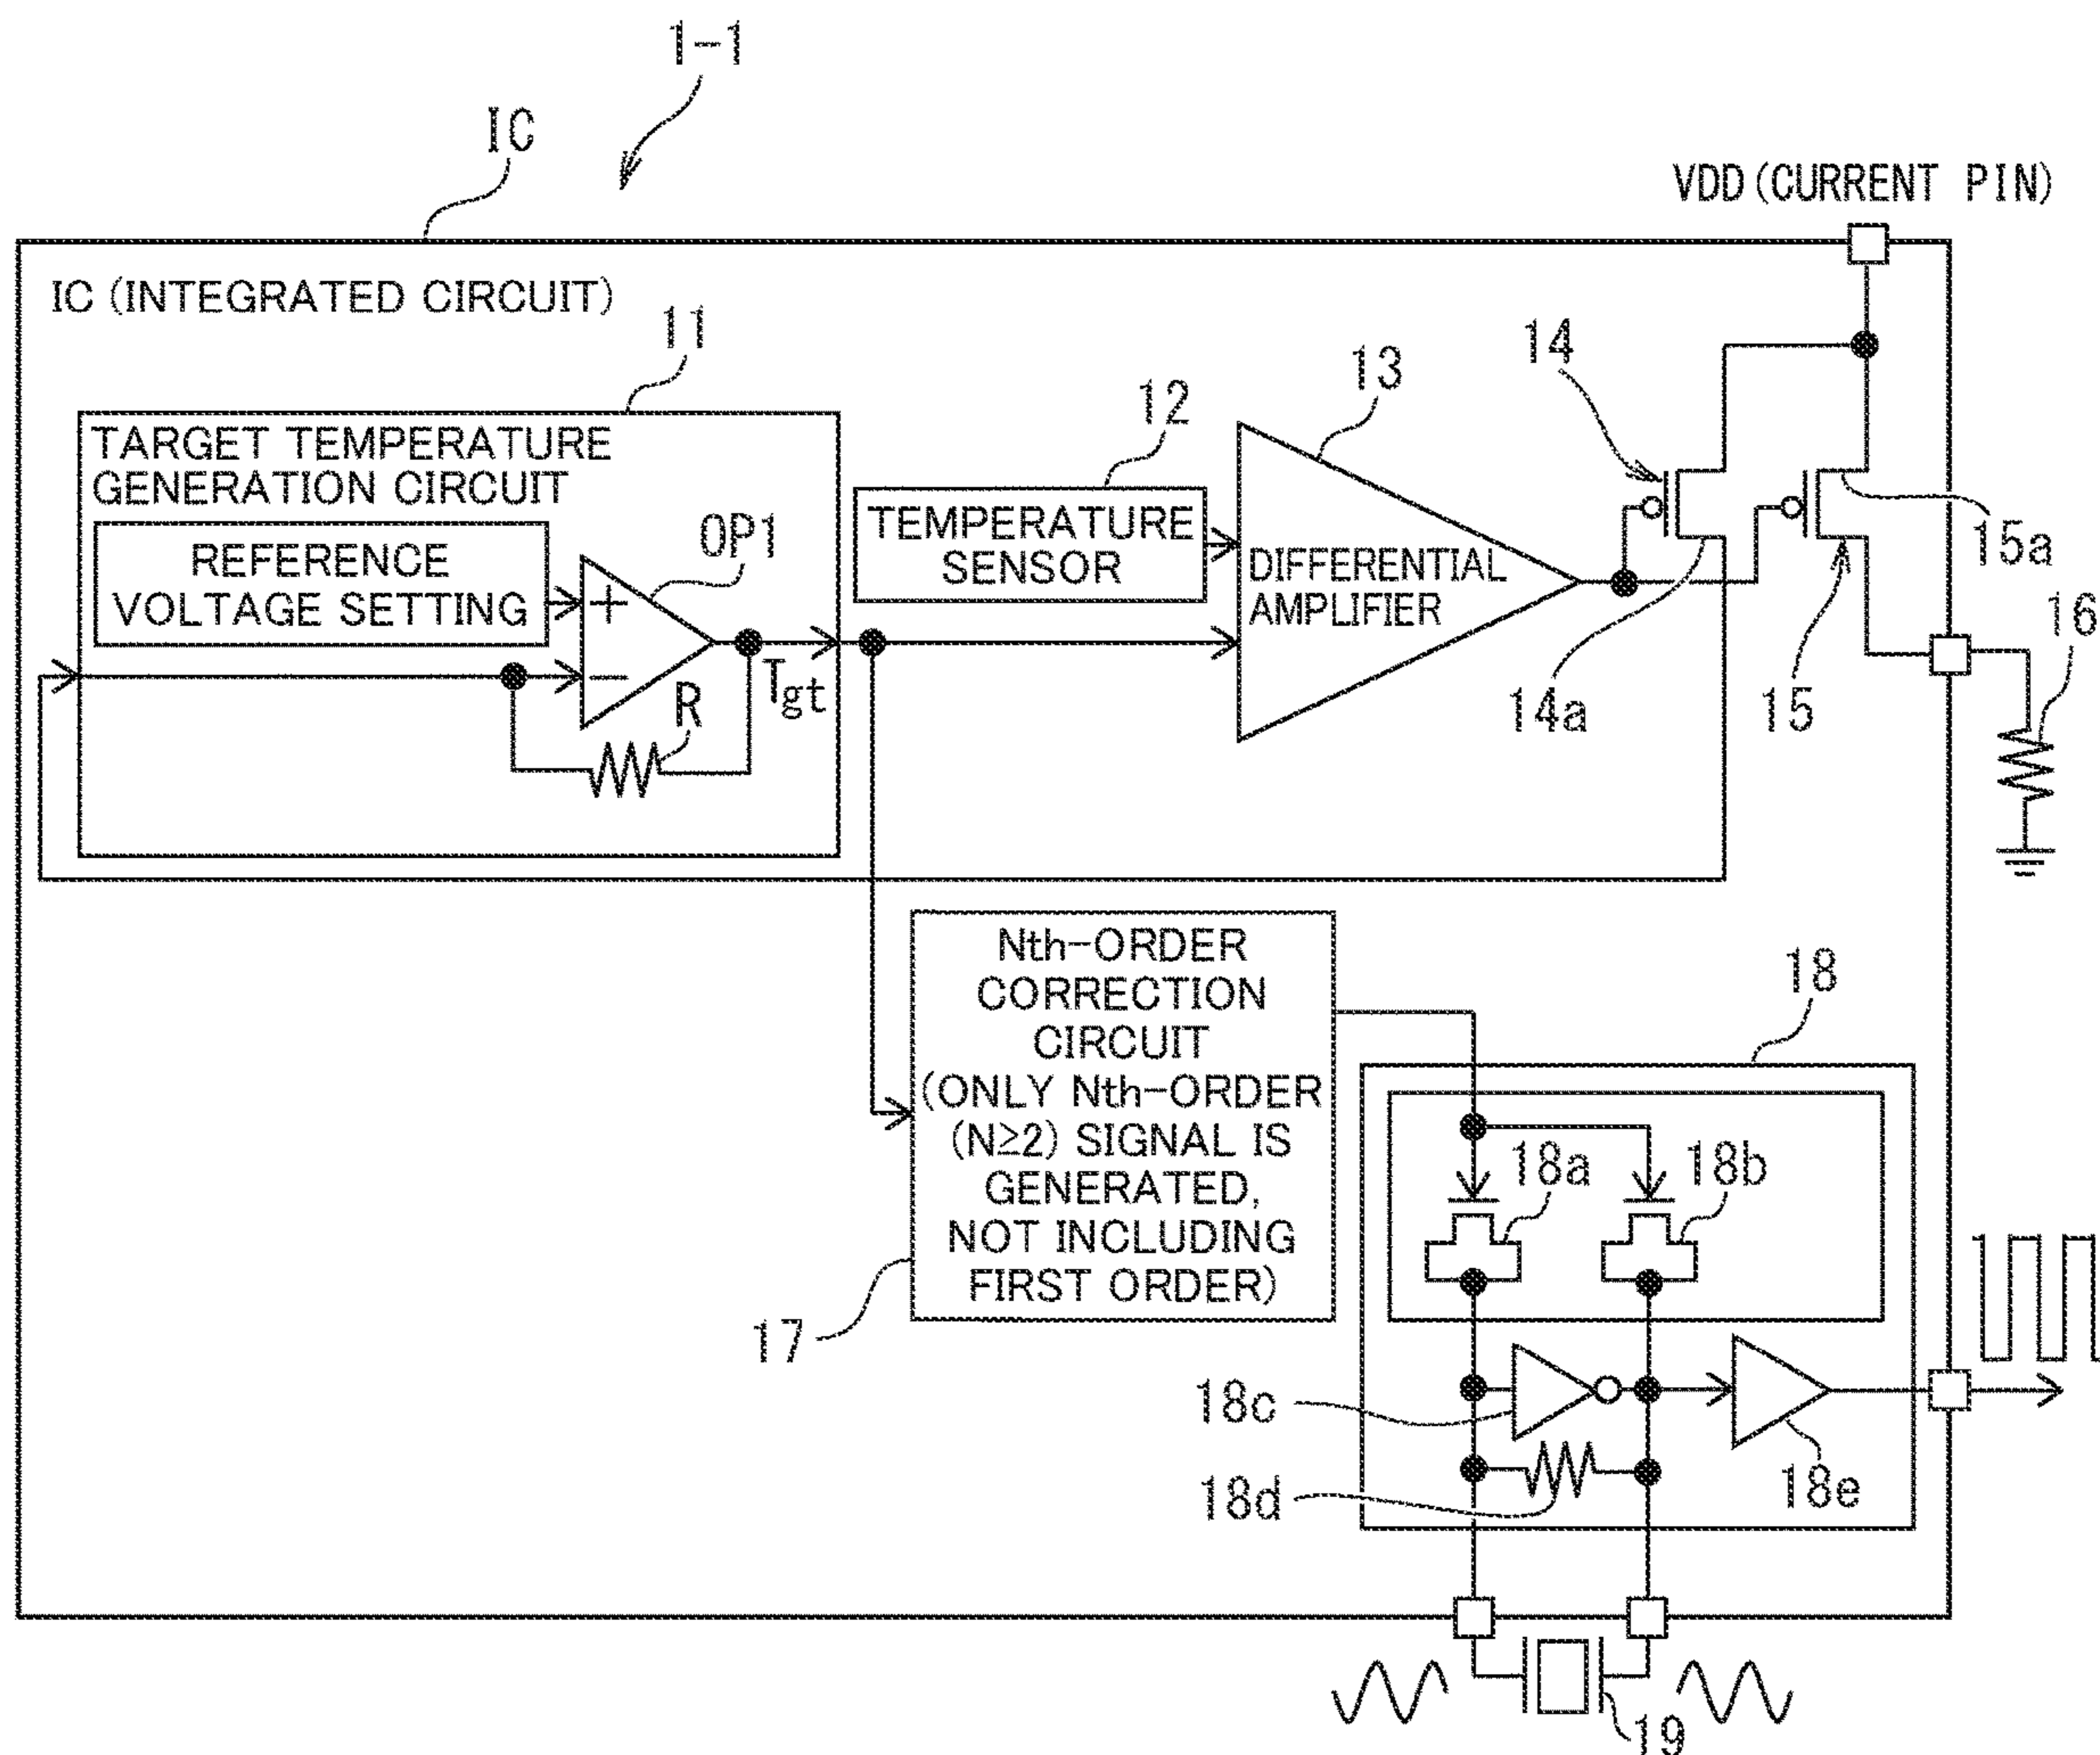 1-1
IC
VDD (CURRENT PIN)
IC (INTEGRATED CIRCUIT)
11
TARGET TEMPERATURE
GENERATION CIRCUIT
REFERENCE
VOLTAGE SETTING
OP1
+
−
R
Tgt
12
TEMPERATURE
SENSOR
13
DIFFERENTIAL
AMPLIFIER
14
14a
15a
15
16
Nth-ORDER
CORRECTION
CIRCUIT
(ONLY Nth-ORDER
(N≥2) SIGNAL IS
GENERATED,
NOT INCLUDING
FIRST ORDER)
17
18
18a
18b
18c
18d
18e
19